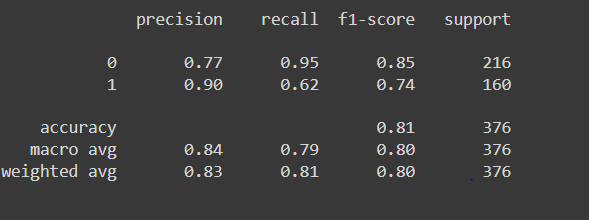 precision recall f1-score support
0 0.77 0.95 0.85 216
1 0.90 0.62 0.74 160
accuracy 0.81 376
macro avg 0.84 0.79 0.80 376
weighted avg 0.83 0.81 0.80 376